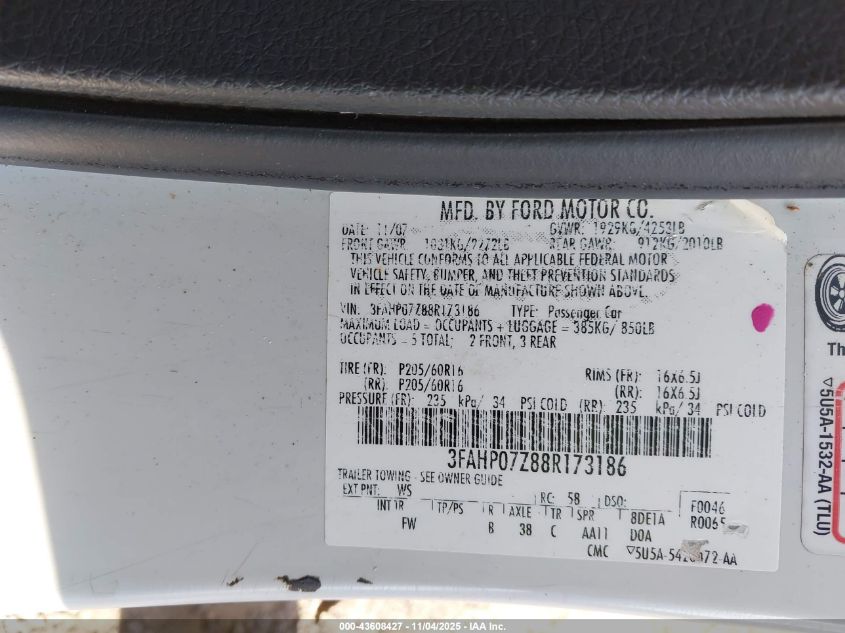 MFD. BY FORD MOTOR CO.
DATE: 11/07 GVWR: 1929KG/4253LB
FRONT GAWR: 1031KG/2272LB REAR GAWR: 912KG/2010LB
THIS VEHICLE CONFORMS TO ALL APPLICABLE FEDERAL MOTOR
VEHICLE SAFETY, BUMPER, AND THEFT PREVENTION STANDARDS
IN EFFECT ON THE DATE OF MANUFACTURE SHOWN ABOVE.
VIN: 3FAHP07Z88R173186 TYPE: Passenger Car
MAXIMUM LOAD = OCCUPANTS + LUGGAGE = 385KG/ 850LB
OCCUPANTS = 5 TOTAL; 2 FRONT, 3 REAR
TIRE (FR): P205/60R16 RIMS (FR): 16X6.5J
(RR): P205/60R16 (RR): 16X6.5J
PRESSURE (FR): 235 kPa/ 34 PSI COLD (RR): 235 kPa/ 34 PSI COLD
3FAHP07Z88R173186
TRAILER TOWING - SEE OWNER GUIDE
EXT PNT: WS RC: 58 DSO: F0046
INT TR TP/PS R AXLE TR SPR 8DE1A R0065
FW B 38 C AA11 DOA
CMC ▽5U5A-5420472-AA
Th
▽5U5A-1532-AA (TLU)
000-43608427 - 11/04/2025 - IAA Inc.